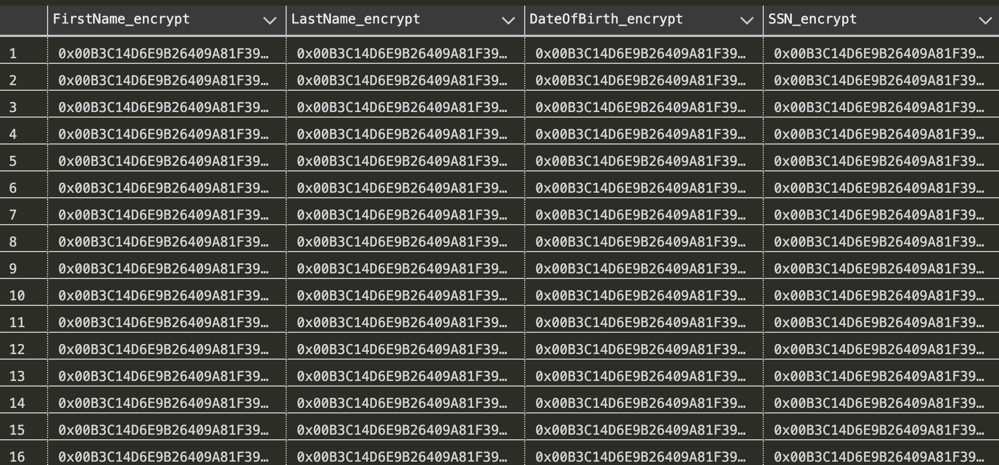 FirstName_encrypt LastName_encrypt DateOfBirth_encrypt SSN_encrypt
1 0x00B3C14D6E9B26409A81F39… 0x00B3C14D6E9B26409A81F39… 0x00B3C14D6E9B26409A81F39… 0x00B3C14D6E9B26409A81F39…
2 0x00B3C14D6E9B26409A81F39… 0x00B3C14D6E9B26409A81F39… 0x00B3C14D6E9B26409A81F39… 0x00B3C14D6E9B26409A81F39…
3 0x00B3C14D6E9B26409A81F39… 0x00B3C14D6E9B26409A81F39… 0x00B3C14D6E9B26409A81F39… 0x00B3C14D6E9B26409A81F39…
4 0x00B3C14D6E9B26409A81F39… 0x00B3C14D6E9B26409A81F39… 0x00B3C14D6E9B26409A81F39… 0x00B3C14D6E9B26409A81F39…
5 0x00B3C14D6E9B26409A81F39… 0x00B3C14D6E9B26409A81F39… 0x00B3C14D6E9B26409A81F39… 0x00B3C14D6E9B26409A81F39…
6 0x00B3C14D6E9B26409A81F39… 0x00B3C14D6E9B26409A81F39… 0x00B3C14D6E9B26409A81F39… 0x00B3C14D6E9B26409A81F39…
7 0x00B3C14D6E9B26409A81F39… 0x00B3C14D6E9B26409A81F39… 0x00B3C14D6E9B26409A81F39… 0x00B3C14D6E9B26409A81F39…
8 0x00B3C14D6E9B26409A81F39… 0x00B3C14D6E9B26409A81F39… 0x00B3C14D6E9B26409A81F39… 0x00B3C14D6E9B26409A81F39…
9 0x00B3C14D6E9B26409A81F39… 0x00B3C14D6E9B26409A81F39… 0x00B3C14D6E9B26409A81F39… 0x00B3C14D6E9B26409A81F39…
10 0x00B3C14D6E9B26409A81F39… 0x00B3C14D6E9B26409A81F39… 0x00B3C14D6E9B26409A81F39… 0x00B3C14D6E9B26409A81F39…
11 0x00B3C14D6E9B26409A81F39… 0x00B3C14D6E9B26409A81F39… 0x00B3C14D6E9B26409A81F39… 0x00B3C14D6E9B26409A81F39…
12 0x00B3C14D6E9B26409A81F39… 0x00B3C14D6E9B26409A81F39… 0x00B3C14D6E9B26409A81F39… 0x00B3C14D6E9B26409A81F39…
13 0x00B3C14D6E9B26409A81F39… 0x00B3C14D6E9B26409A81F39… 0x00B3C14D6E9B26409A81F39… 0x00B3C14D6E9B26409A81F39…
14 0x00B3C14D6E9B26409A81F39… 0x00B3C14D6E9B26409A81F39… 0x00B3C14D6E9B26409A81F39… 0x00B3C14D6E9B26409A81F39…
15 0x00B3C14D6E9B26409A81F39… 0x00B3C14D6E9B26409A81F39… 0x00B3C14D6E9B26409A81F39… 0x00B3C14D6E9B26409A81F39…
16 0x00B3C14D6E9B26409A81F39… 0x00B3C14D6E9B26409A81F39… 0x00B3C14D6E9B26409A81F39… 0x00B3C14D6E9B26409A81F39…